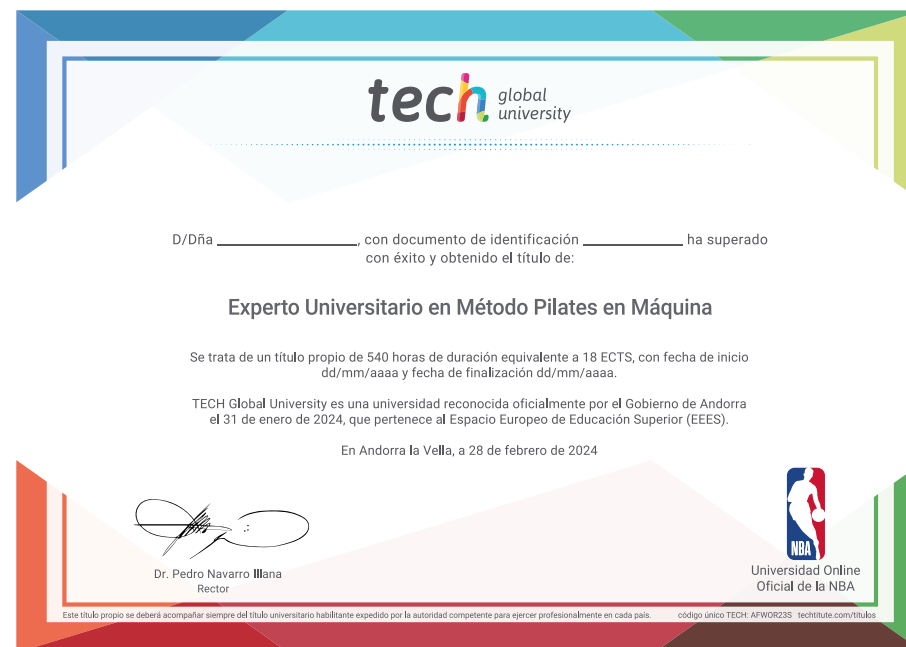 tech global university
D/Dña ____________________, con documento de identificación ______________ ha superado
con éxito y obtenido el título de:
Experto Universitario en Método Pilates en Máquina
Se trata de un título propio de 540 horas de duración equivalente a 18 ECTS, con fecha de inicio
dd/mm/aaaa y fecha de finalización dd/mm/aaaa.
TECH Global University es una universidad reconocida oficialmente por el Gobierno de Andorra
el 31 de enero de 2024, que pertenece al Espacio Europeo de Educación Superior (EEES).
En Andorra la Vella, a 28 de febrero de 2024
NBA
Dr. Pedro Navarro Illana
Rector
Universidad Online
Oficial de la NBA
Este título propio se deberá acompañar siempre del título universitario habilitante expedido por la autoridad competente para ejercer profesionalmente en cada país.
código único TECH: AFWOR23S techtitute.com/titulos